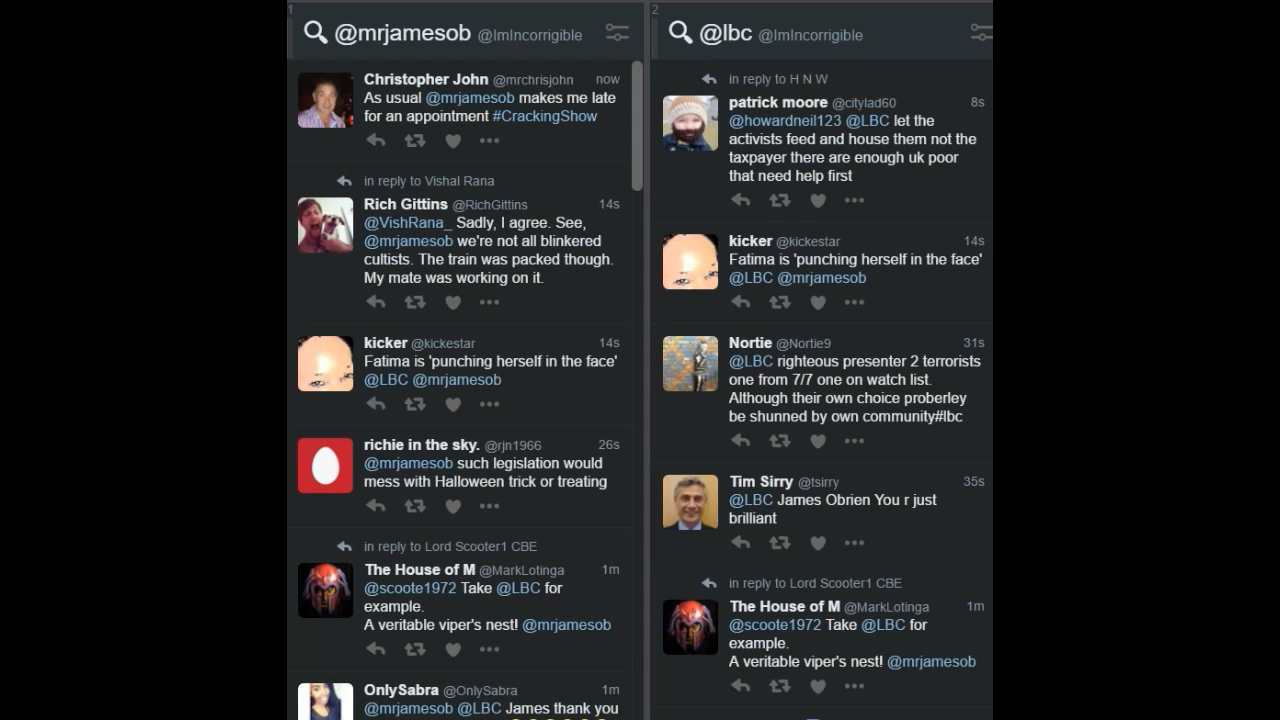 1
@mrjamesob @ImIncorrigible
Christopher John @mrchrisjohn now
As usual @mrjamesob makes me late
for an appointment #CrackingShow
in reply to Vishal Rana
Rich Gittins @RichGittins 14s
@VishRana_ Sadly, I agree. See,
@mrjamesob we're not all blinkered
cultists. The train was packed though.
My mate was working on it.
kicker @kickestar 14s
Fatima is 'punching herself in the face'
@LBC @mrjamesob
richie in the sky. @rjn1966 26s
@mrjamesob such legislation would
mess with Halloween trick or treating
in reply to Lord Scooter1 CBE
The House of M @MarkLotinga 1m
@scoote1972 Take @LBC for
example.
A veritable viper's nest! @mrjamesob
OnlySabra @OnlySabra 1m
@mrjamesob @LBC James thank you
2
@lbc @ImIncorrigible
in reply to H N W
patrick moore @citylad60 8s
@howardneil123 @LBC let the
activists feed and house them not the
taxpayer there are enough uk poor
that need help first
kicker @kickestar 14s
Fatima is 'punching herself in the face'
@LBC @mrjamesob
Nortie @Nortie9 31s
@LBC righteous presenter 2 terrorists
one from 7/7 one on watch list.
Although their own choice proberley
be shunned by own community#lbc
Tim Sirry @tsirry 35s
@LBC James Obrien You r just
brilliant
in reply to Lord Scooter1 CBE
The House of M @MarkLotinga 1m
@scoote1972 Take @LBC for
example.
A veritable viper's nest! @mrjamesob